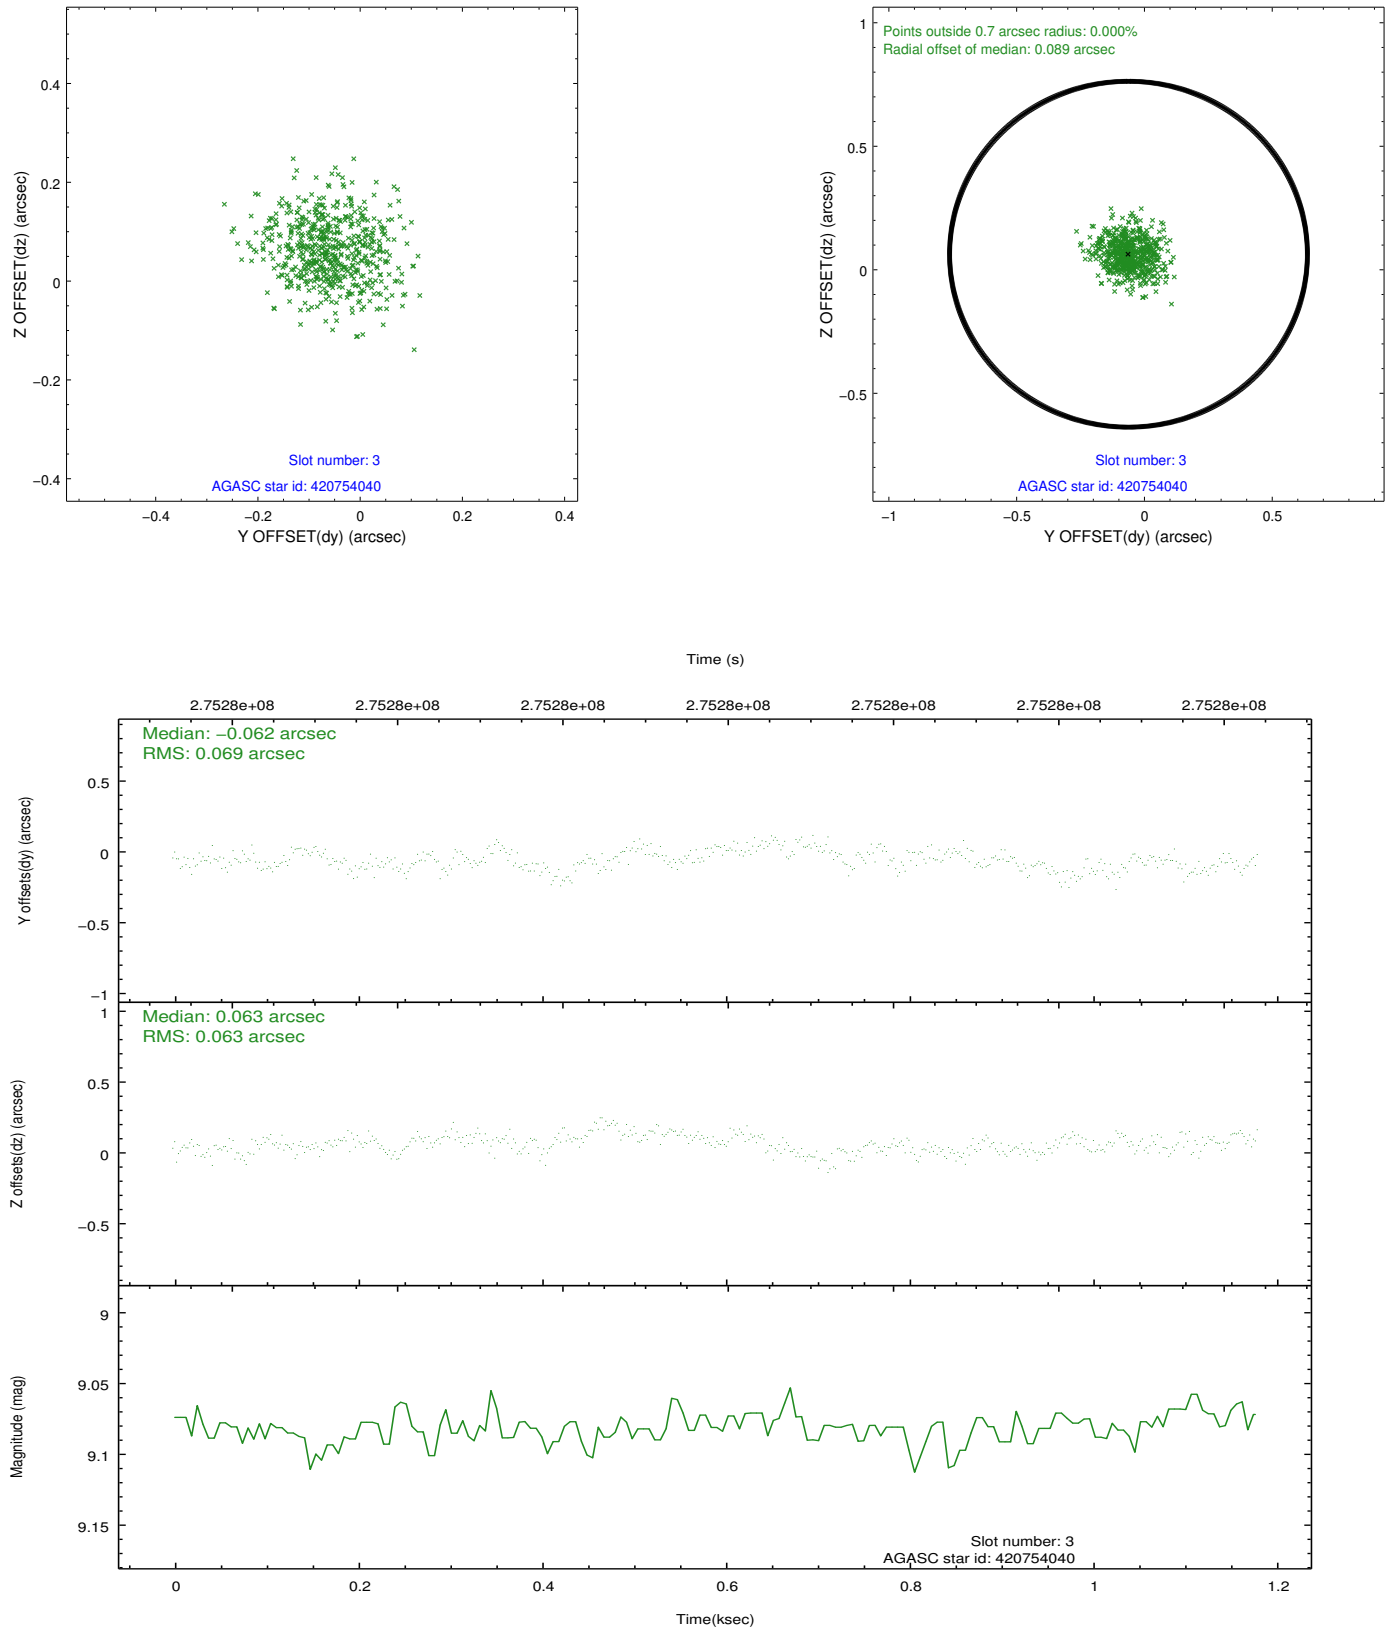 0.4
0.2
0
−0.2
−0.4
Z OFFSET(dz) (arcsec)
Slot number: 3
AGASC star id: 420754040
−0.4 −0.2 0 0.2 0.4
Y OFFSET(dy) (arcsec)
Points outside 0.7 arcsec radius: 0.000%
Radial offset of median: 0.089 arcsec
1
0.5
0
−0.5
Z OFFSET(dz) (arcsec)
Slot number: 3
AGASC star id: 420754040
−1 −0.5 0 0.5
Y OFFSET(dy) (arcsec)
Time (s)
2.7528e+08 2.7528e+08 2.7528e+08 2.7528e+08 2.7528e+08 2.7528e+08 2.7528e+08
Median: −0.062 arcsec
RMS: 0.069 arcsec
0.5
0
−0.5
−1
Y offsets(dy) (arcsec)
Median: 0.063 arcsec
RMS: 0.063 arcsec
1
0.5
0
−0.5
Z offsets(dz) (arcsec)
9
9.05
9.1
9.15
Magnitude (mag)
Slot number: 3
AGASC star id: 420754040
0 0.2 0.4 0.6 0.8 1 1.2
Time(ksec)